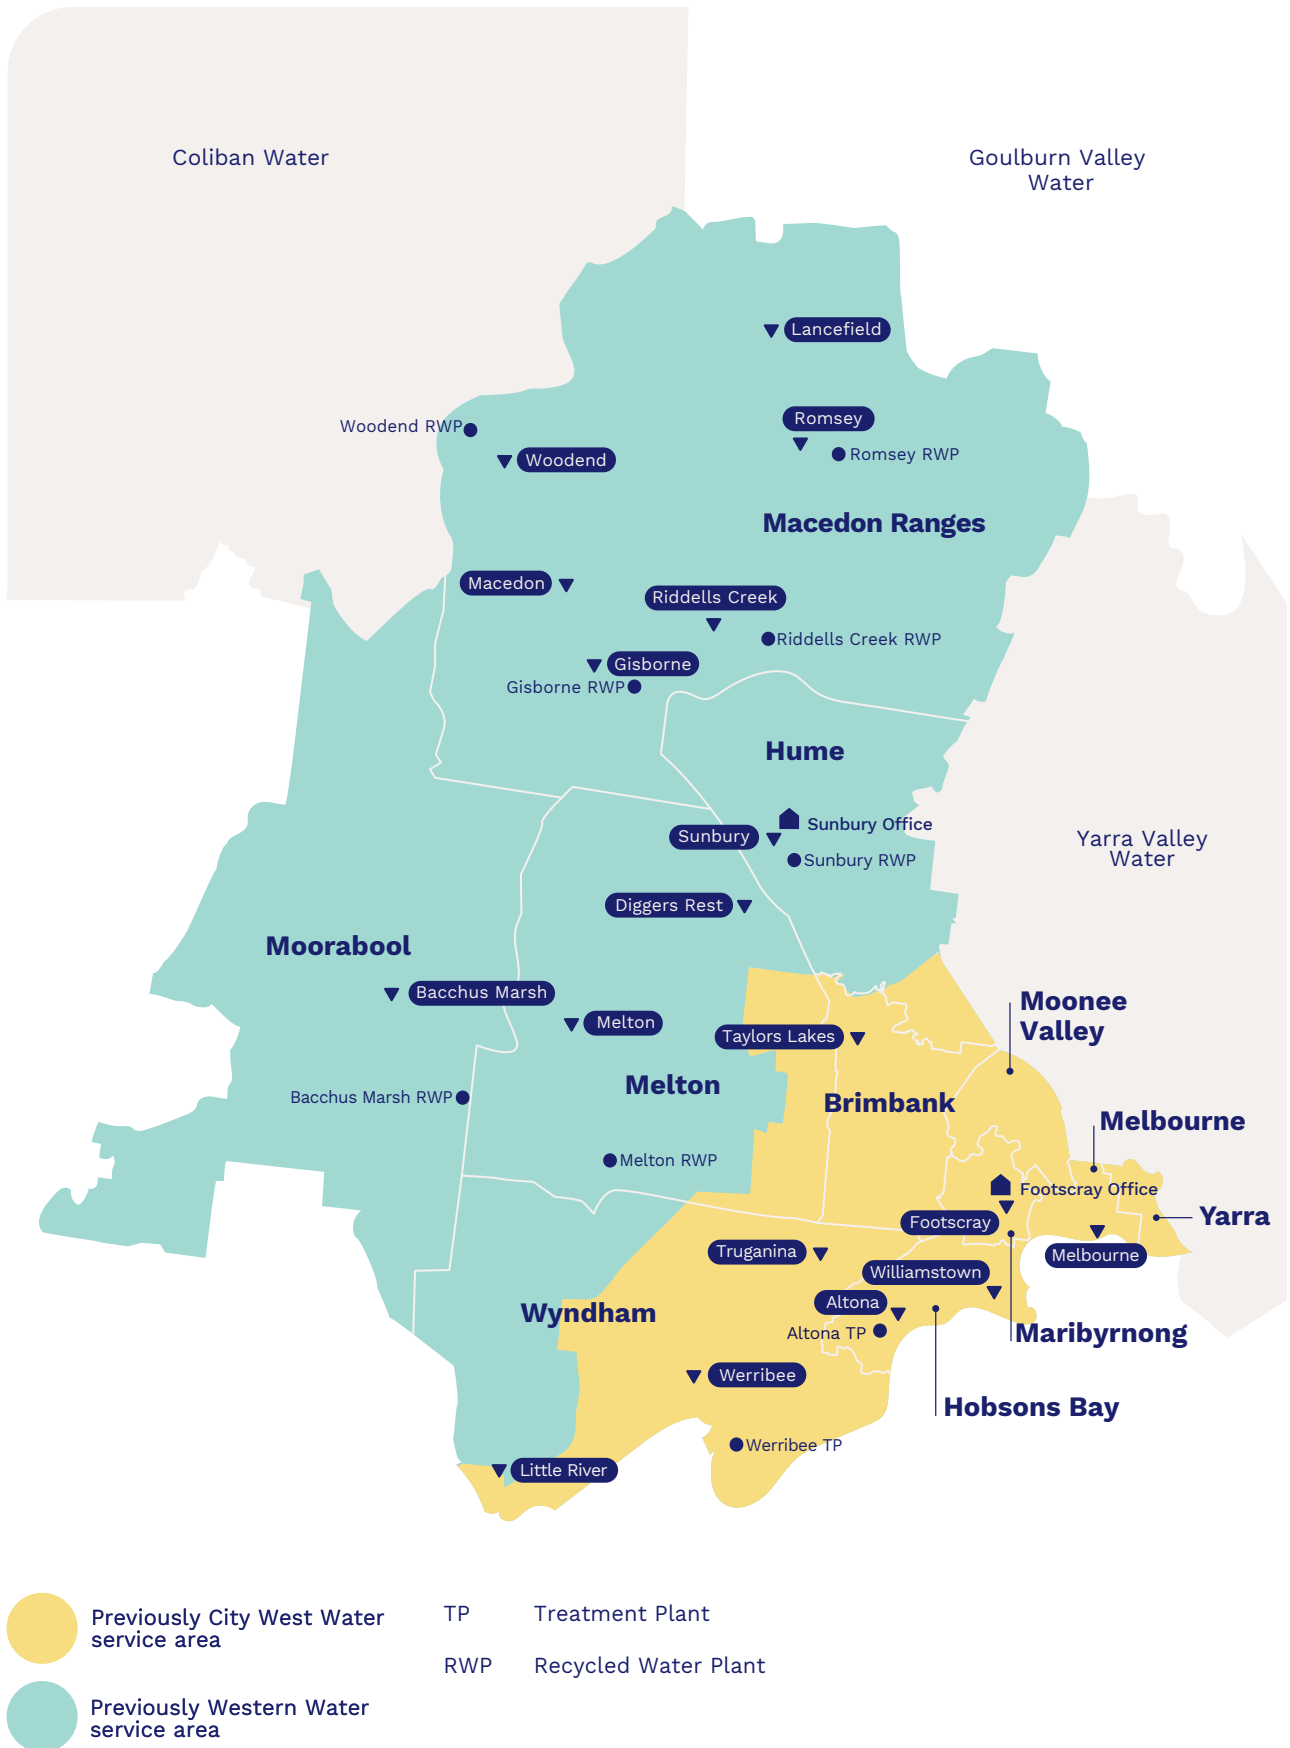 Coliban Water
Goulburn Valley
Water
Lancefield
Romsey
Woodend RWP
Romsey RWP
Woodend
Macedon Ranges
Macedon
Riddells Creek
Riddells Creek RWP
Gisborne
Gisborne RWP
Hume
Sunbury Office
Sunbury
Yarra Valley
Water
Sunbury RWP
Diggers Rest
Moorabool
Bacchus Marsh
Moonee
Valley
Melton
Taylors Lakes
Melton
Bacchus Marsh RWP
Brimbank
Melbourne
Melton RWP
Footscray Office
Yarra
Footscray
Truganina
Melbourne
Williamstown
Altona
Wyndham
Altona TP
Maribyrnong
Werribee
Hobsons Bay
Werribee TP
Little River
Previously City West Water
service area
TP Treatment Plant
RWP Recycled Water Plant
Previously Western Water
service area